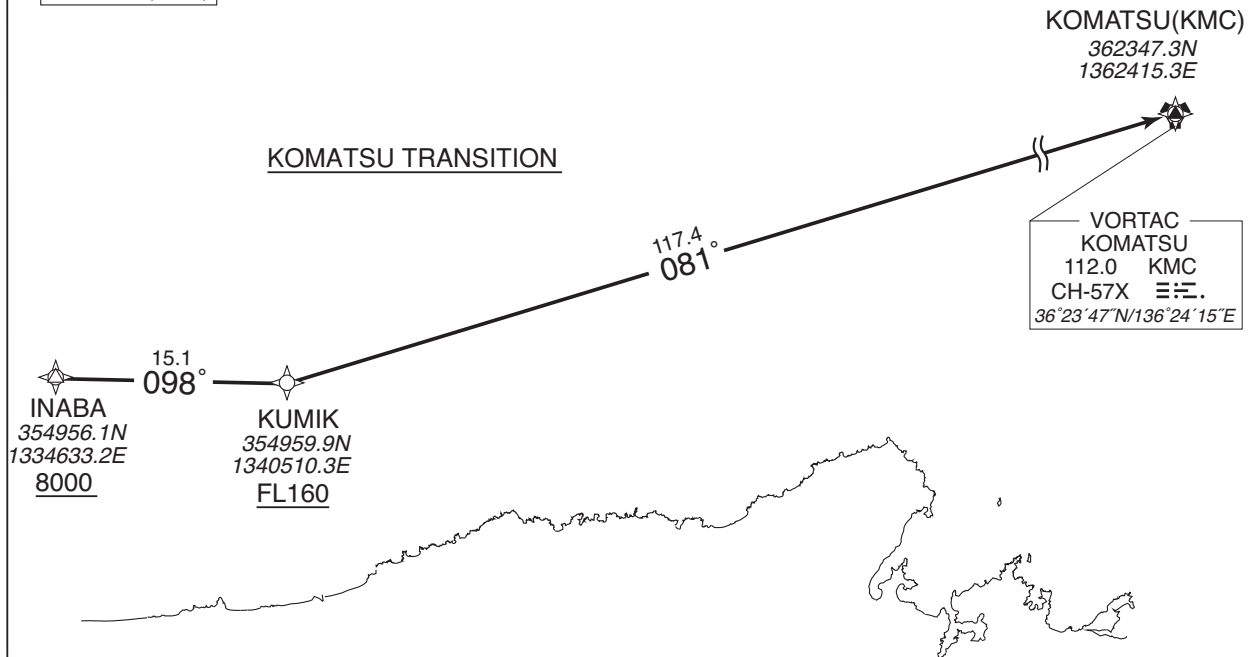 KOMATSU(KMC)
362347.3N
1362415.3E
KOMATSU TRANSITION
117.4
081°
VORTAC
KOMATSU
112.0 KMC
CH-57X
36°23′47″N/136°24′15″E
15.1
098°
INABA
354956.1N
1334633.2E
8000
KUMIK
354959.9N
1340510.3E
FL160